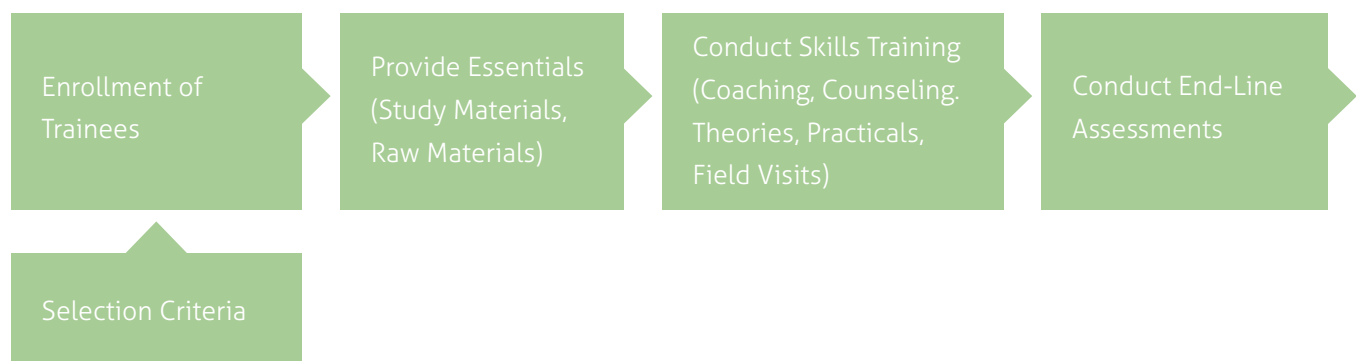 Enrollment of
Trainees
Provide Essentials
(Study Materials,
Raw Materials)
Conduct Skills Training
(Coaching, Counseling.
Theories, Practicals,
Field Visits)
Conduct End-Line
Assessments
Selection Criteria